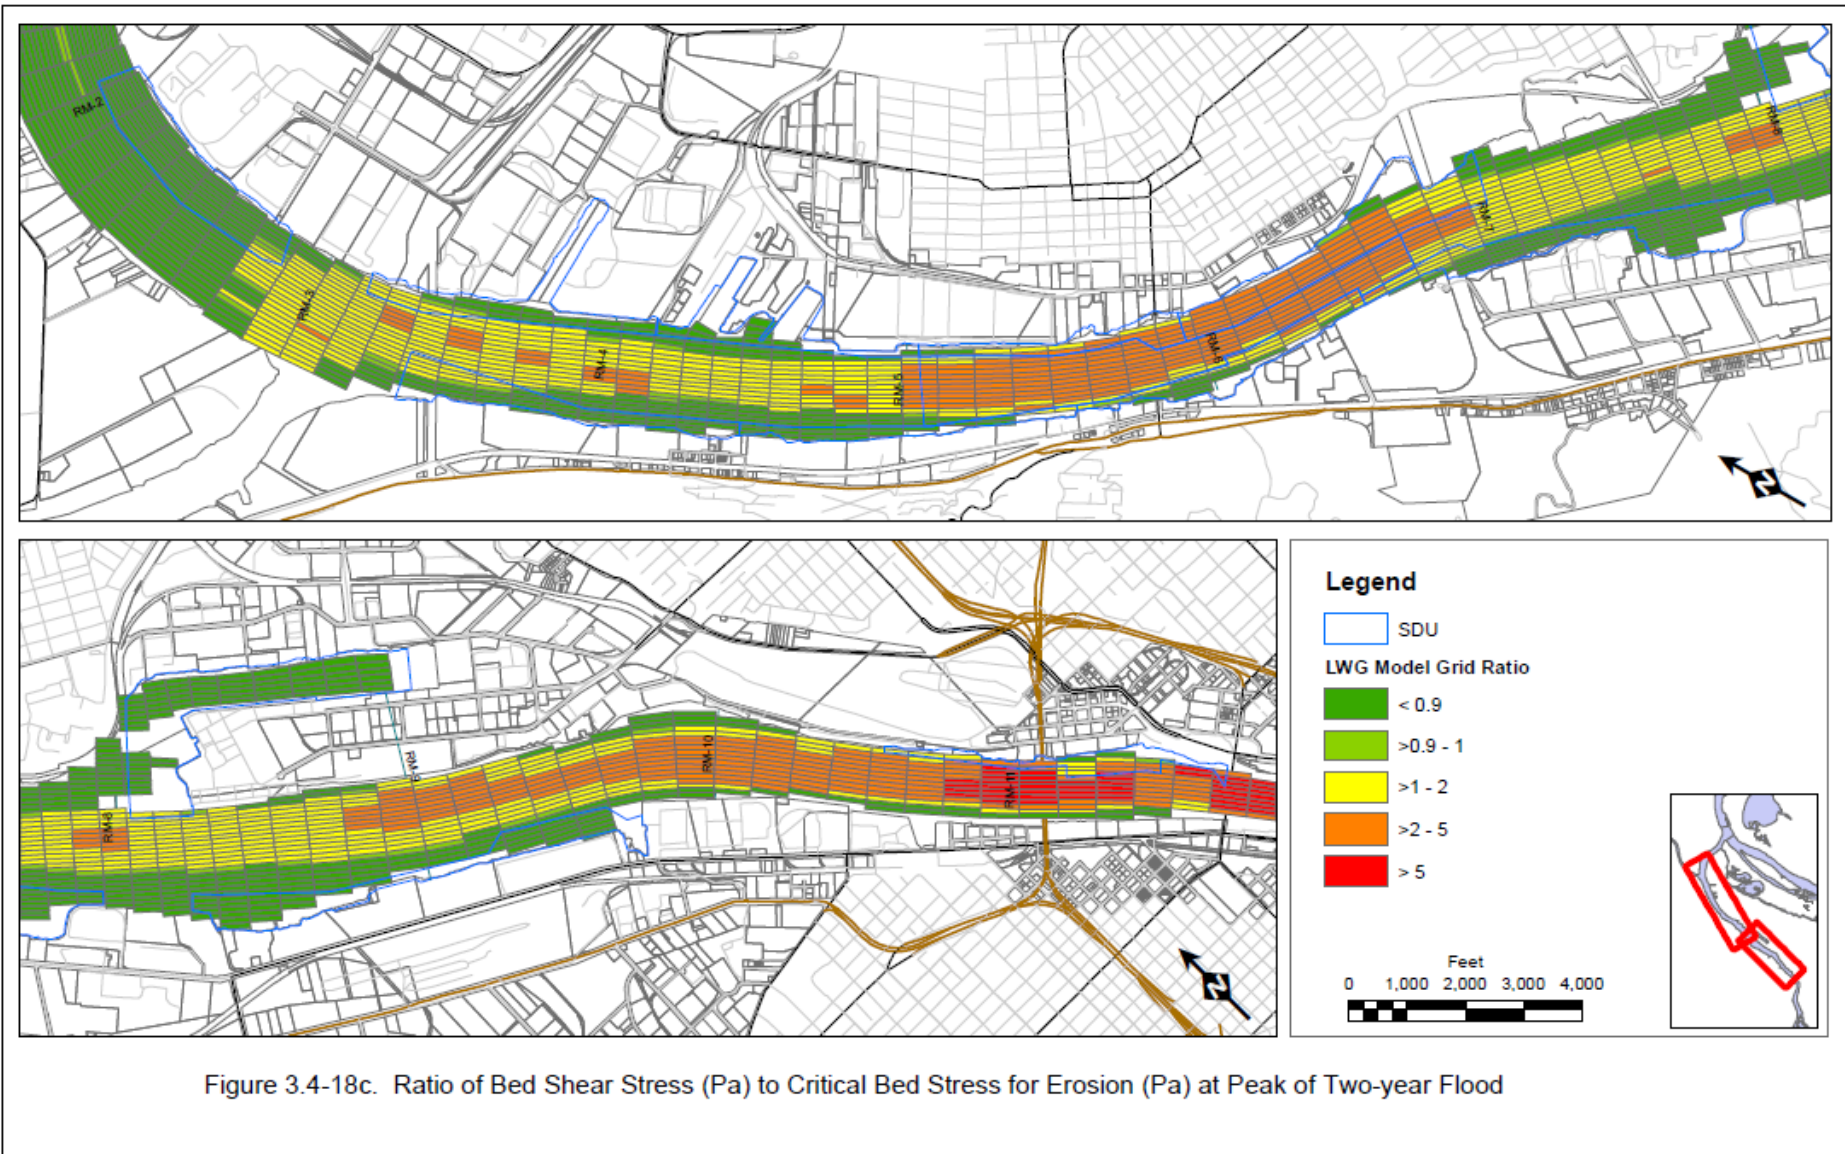 RM-2
RM-3
RM-4
RM-5
RM-6
RM-7
RM-8
N
RM-8
RM-9
RM-10
RM-11
N
Legend
SDU
LWG Model Grid Ratio
< 0.9
>0.9 - 1
>1 - 2
>2 - 5
> 5
Feet
0 1,000 2,000 3,000 4,000
Figure 3.4-18c. Ratio of Bed Shear Stress (Pa) to Critical Bed Stress for Erosion (Pa) at Peak of Two-year Flood